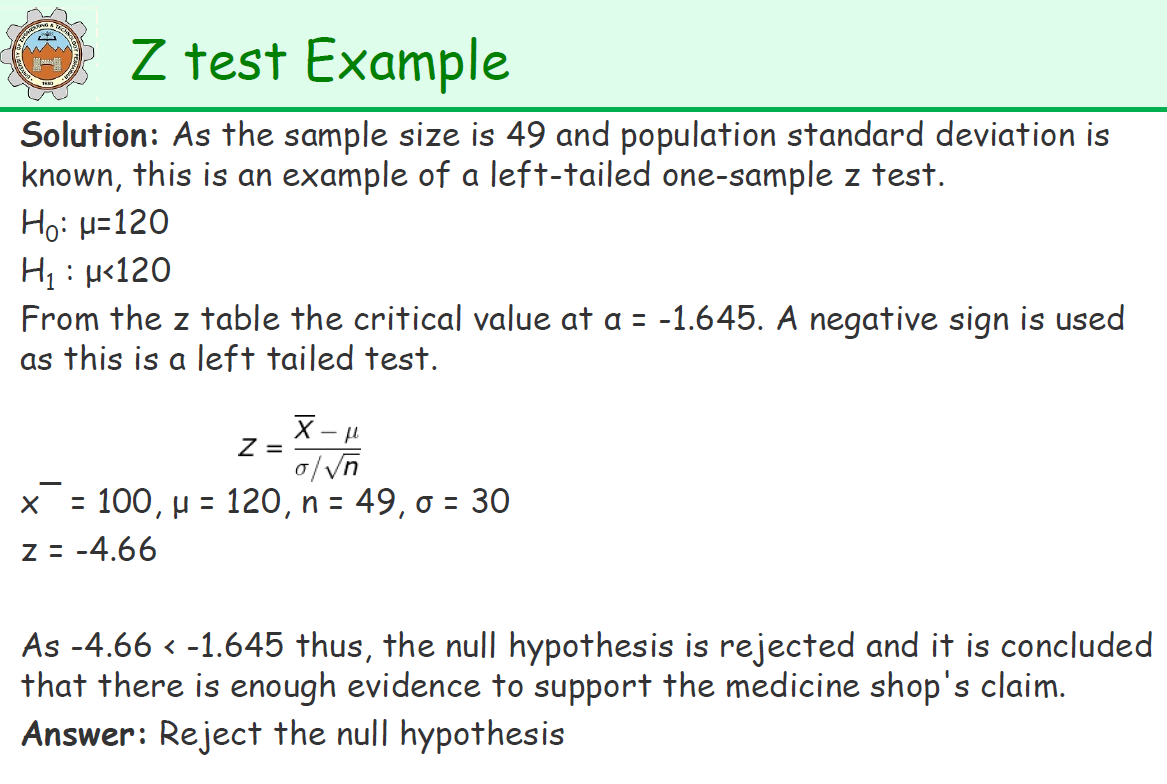 Z test Example
Solution: As the sample size is 49 and population standard deviation is
known, this is an example of a left-tailed one-sample z test.
H₀: μ=120
H₁ : μ<120
From the z table the critical value at α = -1.645. A negative sign is used
as this is a left tailed test.
Z = (X̅ − μ) / (σ/√n)
x¯ = 100, μ = 120, n = 49, σ = 30
z = -4.66
As -4.66 < -1.645 thus, the null hypothesis is rejected and it is concluded
that there is enough evidence to support the medicine shop's claim.
Answer: Reject the null hypothesis